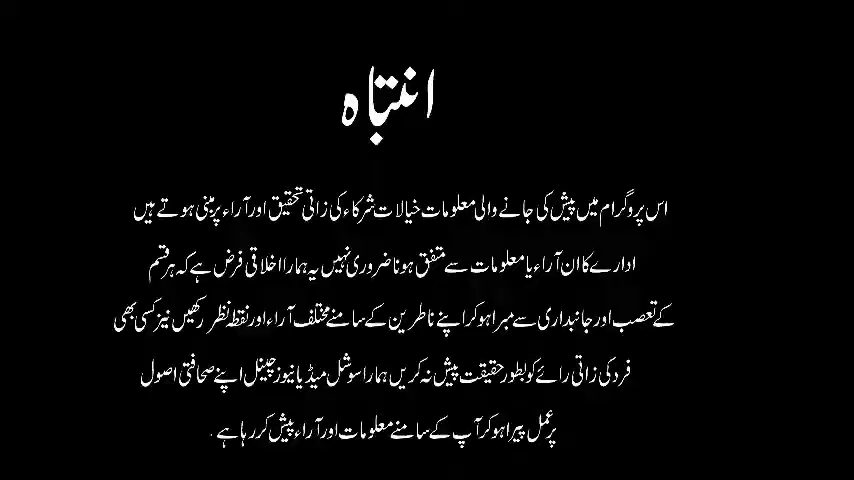 انتباہ
اس پروگرام میں پیش کی جانے والی معلومات خیالات شرکاء کی زاتی تحقیق اور آراء پر مبنی ہوتے ہیں
ادارے کا ان آراء یا معلومات سے متفق ہونا ضروری نہیں یہ ہمارا اخلاقی فرض ہے کہ ہر قسم
کے تعصب اور جانبداری سے مبرا ہو کر اپنے ناظرین کے سامنے مختلف آراء اور نقطہ نظر رکھیں نیز کسی بھی
فرد کی زاتی رائے کو بطور حقیقت پیش نہ کریں ہمارا سوشل میڈیا نیوز چینل اپنے صحافتی اصول
پر عمل پیرا ہو کر آپ کے سامنے معلومات اور آراء پیش کر رہا ہے۔